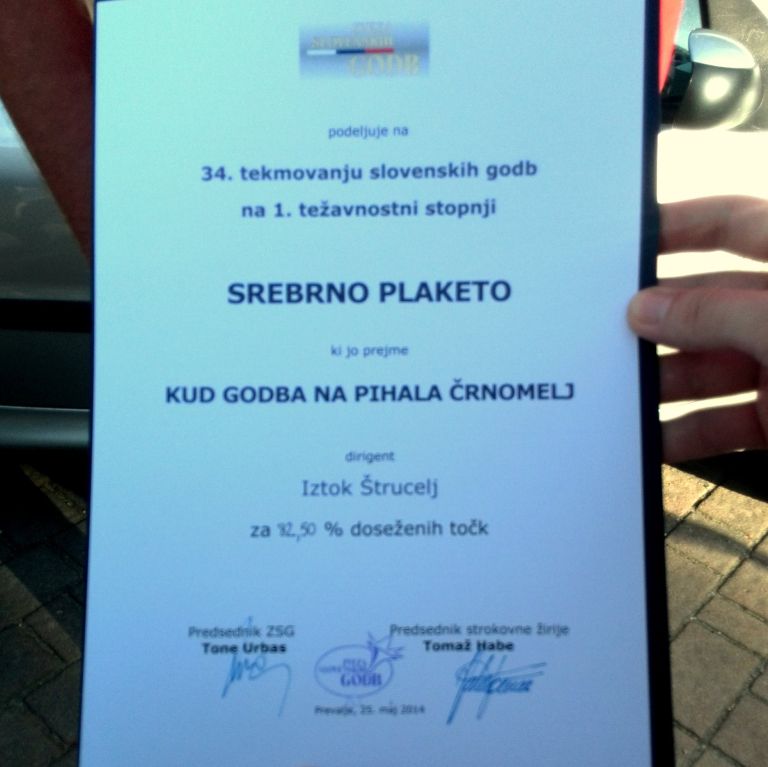 ZVEZA
SLOVENSKIH
GODB
podeljuje na
34. tekmovanju slovenskih godb
na 1. težavnostni stopnji
SREBRNO PLAKETO
ki jo prejme
KUD GODBA NA PIHALA ČRNOMELJ
dirigent
Iztok Štrucelj
za 82,50 % doseženih točk
Predsednik ZSG
Tone Urbas
Predsednik strokovne žirije
Tomaž Habe
GODB
Prevalje, 25. maj 2014